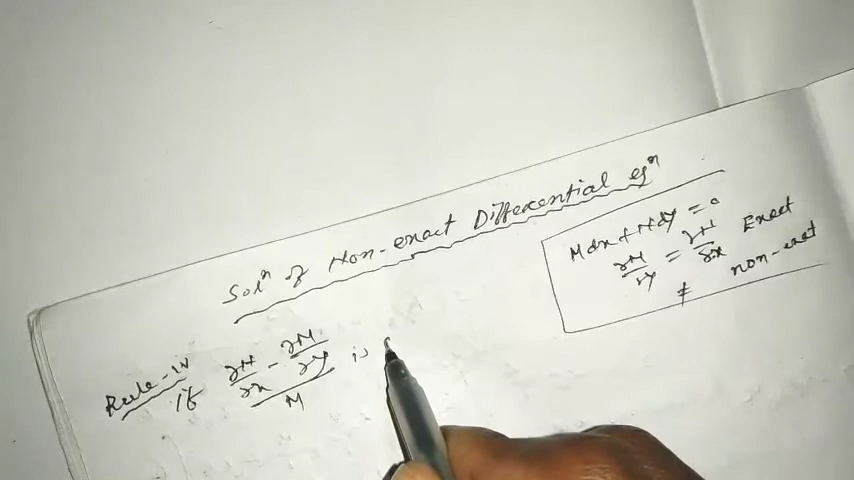 Solⁿ of Non-exact Differential eqⁿ
Mdx+Ndy=0
∂M/∂y = ∂N/∂x Exact
≠ non-exact
Rule-IV
If (∂N/∂x - ∂M/∂y)/M is